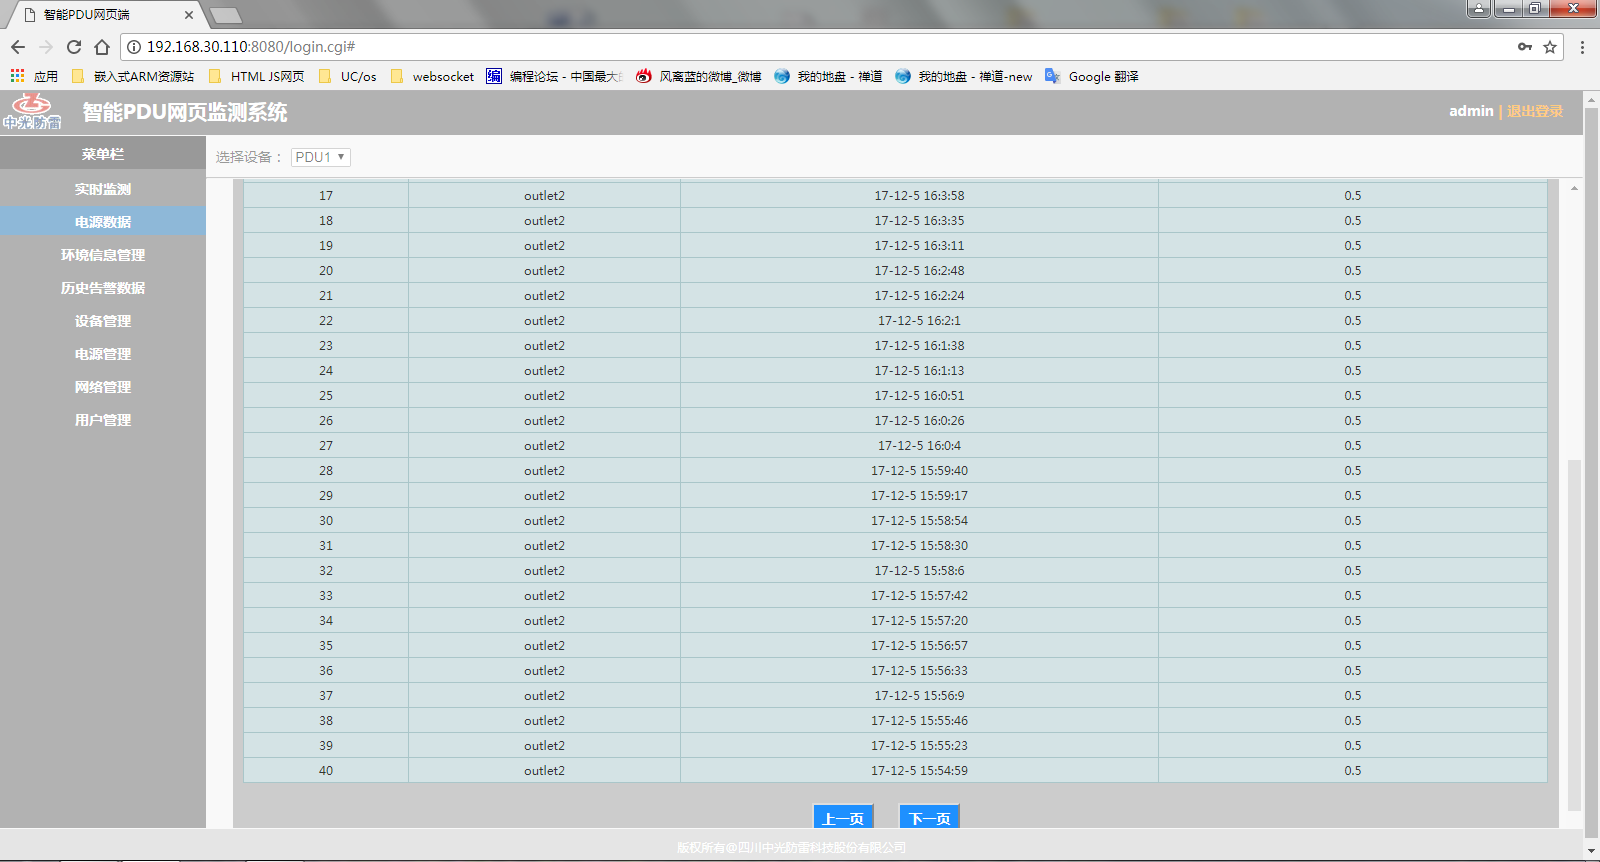 智能PDU网页端
192.168.30.110:8080/login.cgi#
应用 嵌入式ARM资源站 HTML JS网页 UC/os websocket 编 编程论坛 - 中国最大 风离蓝的微博_微博 我的地盘 - 禅道 我的地盘 - 禅道-new Google 翻译
中光防雷 智能PDU网页监测系统 admin | 退出登录
菜单栏
实时监测
电源数据
环境信息管理
历史告警数据
设备管理
电源管理
网络管理
用户管理
选择设备： PDU1
17 outlet2 17-12-5 16:3:58 0.5
18 outlet2 17-12-5 16:3:35 0.5
19 outlet2 17-12-5 16:3:11 0.5
20 outlet2 17-12-5 16:2:48 0.5
21 outlet2 17-12-5 16:2:24 0.5
22 outlet2 17-12-5 16:2:1 0.5
23 outlet2 17-12-5 16:1:38 0.5
24 outlet2 17-12-5 16:1:13 0.5
25 outlet2 17-12-5 16:0:51 0.5
26 outlet2 17-12-5 16:0:26 0.5
27 outlet2 17-12-5 16:0:4 0.5
28 outlet2 17-12-5 15:59:40 0.5
29 outlet2 17-12-5 15:59:17 0.5
30 outlet2 17-12-5 15:58:54 0.5
31 outlet2 17-12-5 15:58:30 0.5
32 outlet2 17-12-5 15:58:6 0.5
33 outlet2 17-12-5 15:57:42 0.5
34 outlet2 17-12-5 15:57:20 0.5
35 outlet2 17-12-5 15:56:57 0.5
36 outlet2 17-12-5 15:56:33 0.5
37 outlet2 17-12-5 15:56:9 0.5
38 outlet2 17-12-5 15:55:46 0.5
39 outlet2 17-12-5 15:55:23 0.5
40 outlet2 17-12-5 15:54:59 0.5
上一页 下一页
版权所有@四川中光防雷科技股份有限公司